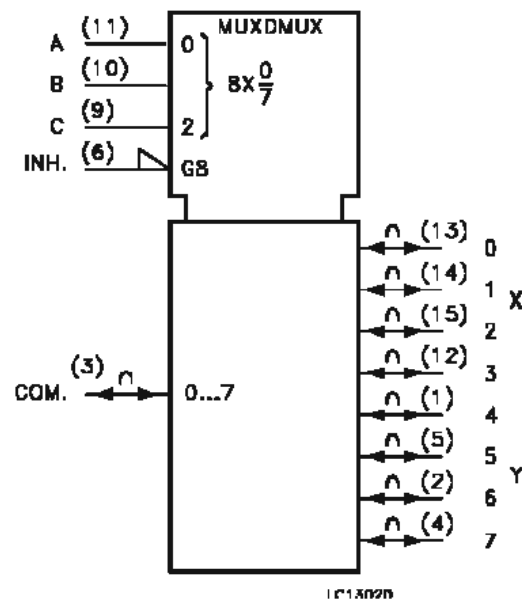 MUXDMUX
A (11) 0
B (10) 8X 0/7
C (9) 2
INH. (6) G8
∩ (13) 0
∩ (14) 1
X
∩ (15) 2
∩ (12) 3
COM. (3) ∩ 0...7
∩ (1) 4
∩ (5) 5
Y
∩ (2) 6
∩ (4) 7
LC13020